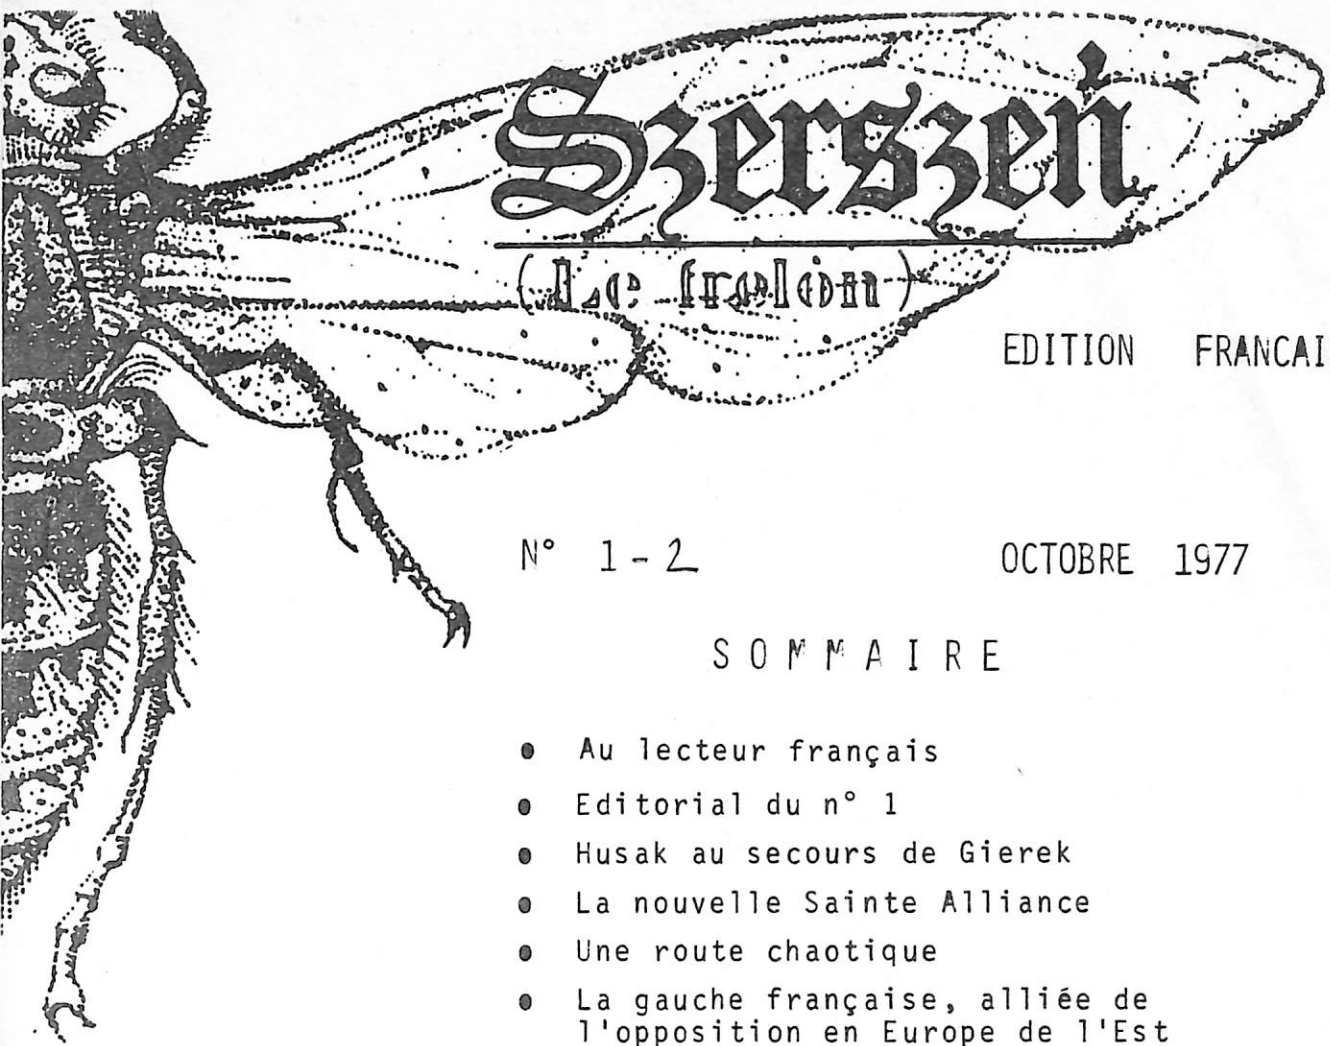 Szerszeń
(Le frelon)
EDITION FRANCAI
N° 1-2 OCTOBRE 1977
SOMMAIRE
• Au lecteur français
• Editorial du n° 1
• Husak au secours de Gierek
• La nouvelle Sainte Alliance
• Une route chaotique
• La gauche française, alliée de
l'opposition en Europe de l'Est